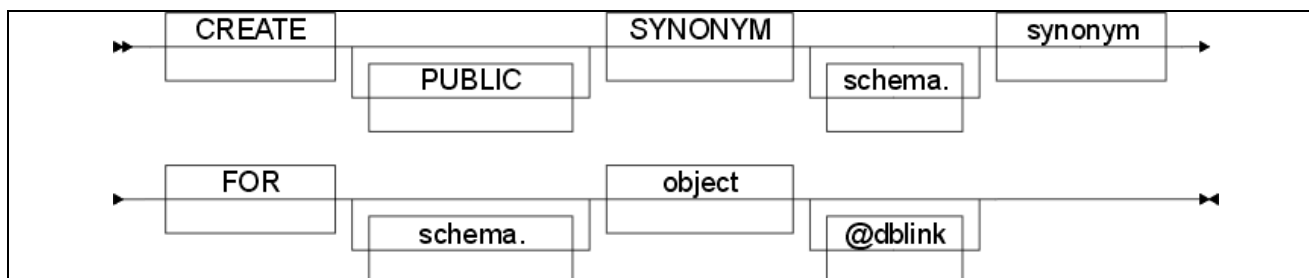 CREATE SYNONYM synonym
PUBLIC schema.
FOR object
schema. @dblink